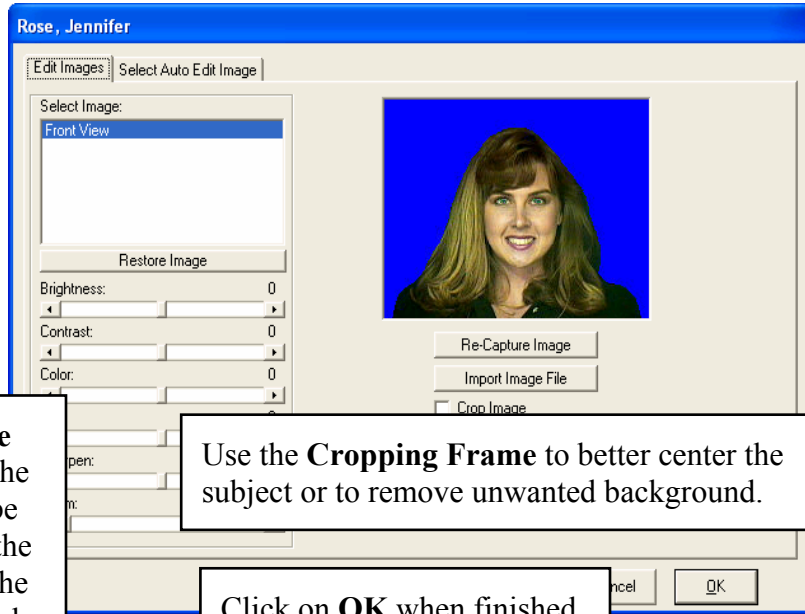 Rose, Jennifer
Edit Images Select Auto Edit Image
Select Image:
Front View
Restore Image
Brightness: 0
Contrast: 0
Color: 0
Re-Capture Image
Import Image File
Crop Image
Use the Cropping Frame to better center the
subject or to remove unwanted background.
Click on OK when finished
OK